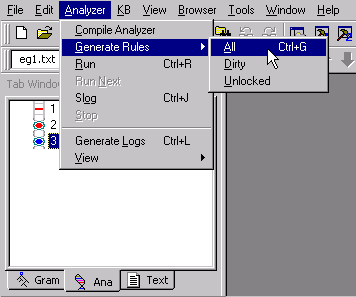 File Edit Analyzer KB View Browser Tools Window Help
Compile Analyzer
Generate Rules
All Ctrl+G
eg1.txt
Run Ctrl+R
Dirty
Tab Window
Run Next
Unlocked
1
Slog Ctrl+J
2
Stop
3
Generate Logs Ctrl+L
View
Gram Ana Text